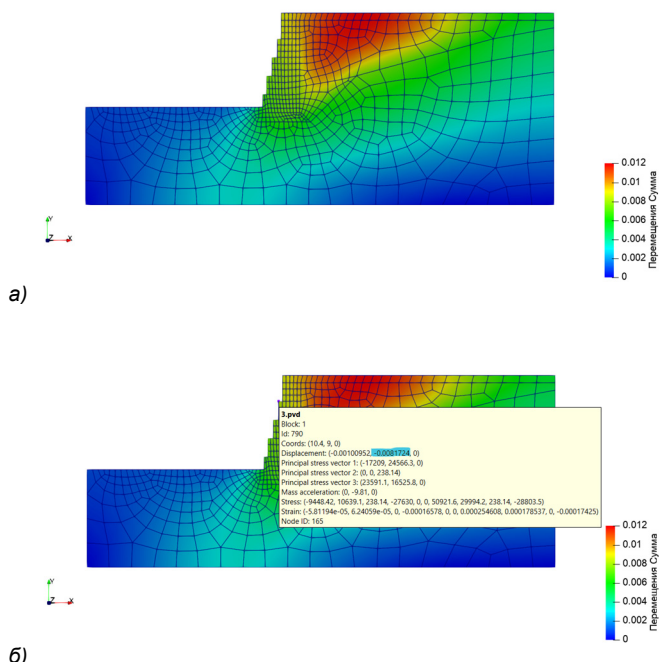 0.012
0.010
0.008
0.006
0.004
0.002
0
Перемещения Сумма
Y
Z X
а)
3.pvd
Block: 1
Id: 790
Coords: (10.4, 9, 0)
Displacement: (-0.00100952, -0.0081724, 0)
Principal stress vector 1: (-17209, 24566.3, 0)
Principal stress vector 2: (0, 0, 238.14)
Principal stress vector 3: (23591.1, 16525.8, 0)
Mass acceleration: (0, -9.81, 0)
Stress: (-9448.42, 10639.1, 238.14, -27630, 0, 0, 50921.6, 29994.2, 238.14, -28803.5)
Strain: (-5.81194e-05, 6.24059e-05, 0, -0.00016578, 0, 0, 0.000254608, 0.000178537, 0, -0.00017425)
Node ID: 165
0.012
0.010
0.008
0.006
0.004
0.002
0
Перемещения Сумма
Y
Z X
б)